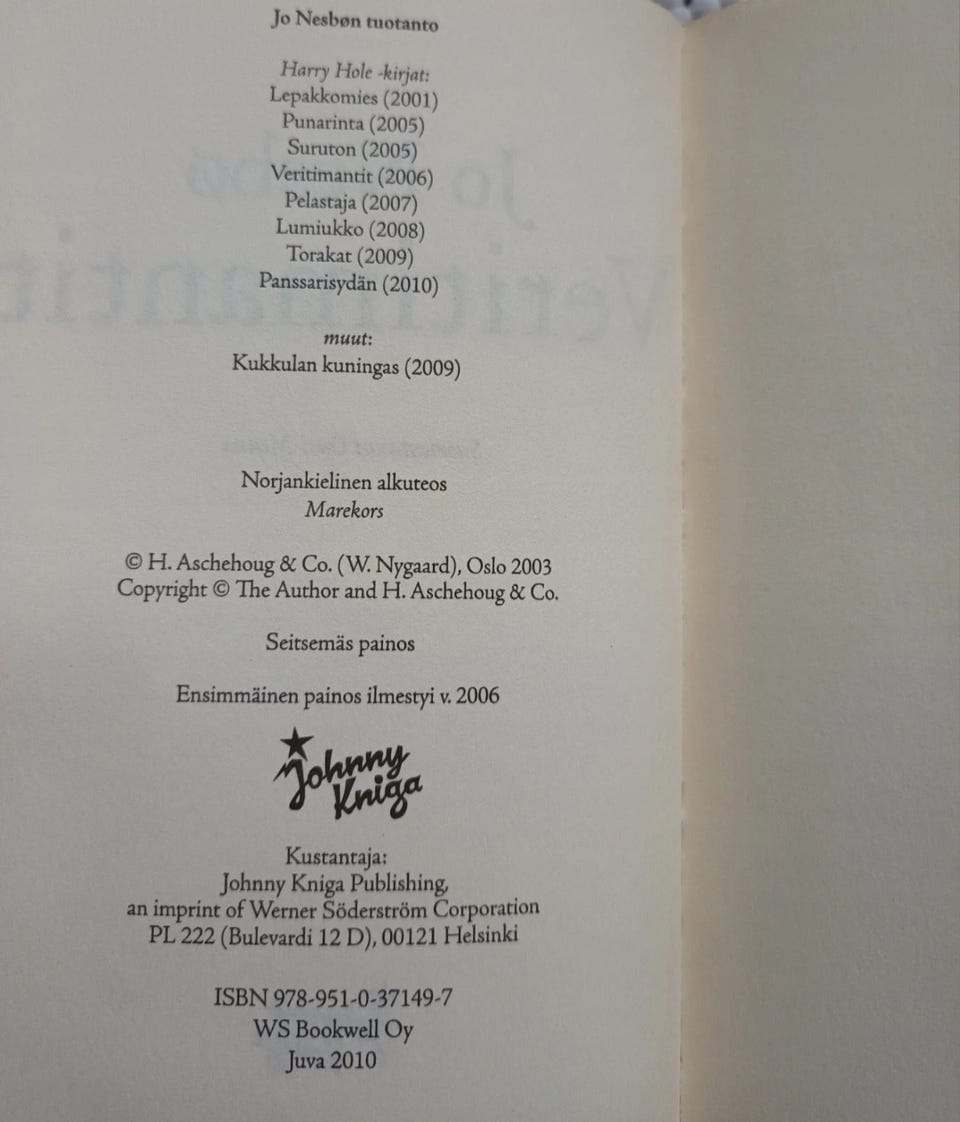 Jo Nesbøn tuotanto
Harry Hole -kirjat:
Lepakkomies (2001)
Punarinta (2005)
Suruton (2005)
Veritimantit (2006)
Pelastaja (2007)
Lumiukko (2008)
Torakat (2009)
Panssarisydän (2010)
muut:
Kukkulan kuningas (2009)
Norjankielinen alkuteos
Marekors
© H. Aschehoug & Co. (W. Nygaard), Oslo 2003
Copyright © The Author and H. Aschehoug & Co.
Seitsemäs painos
Ensimmäinen painos ilmestyi v. 2006
Johnny
Kniga
Kustantaja:
Johnny Kniga Publishing,
an imprint of Werner Söderström Corporation
PL 222 (Bulevardi 12 D), 00121 Helsinki
ISBN 978-951-0-37149-7
WS Bookwell Oy
Juva 2010